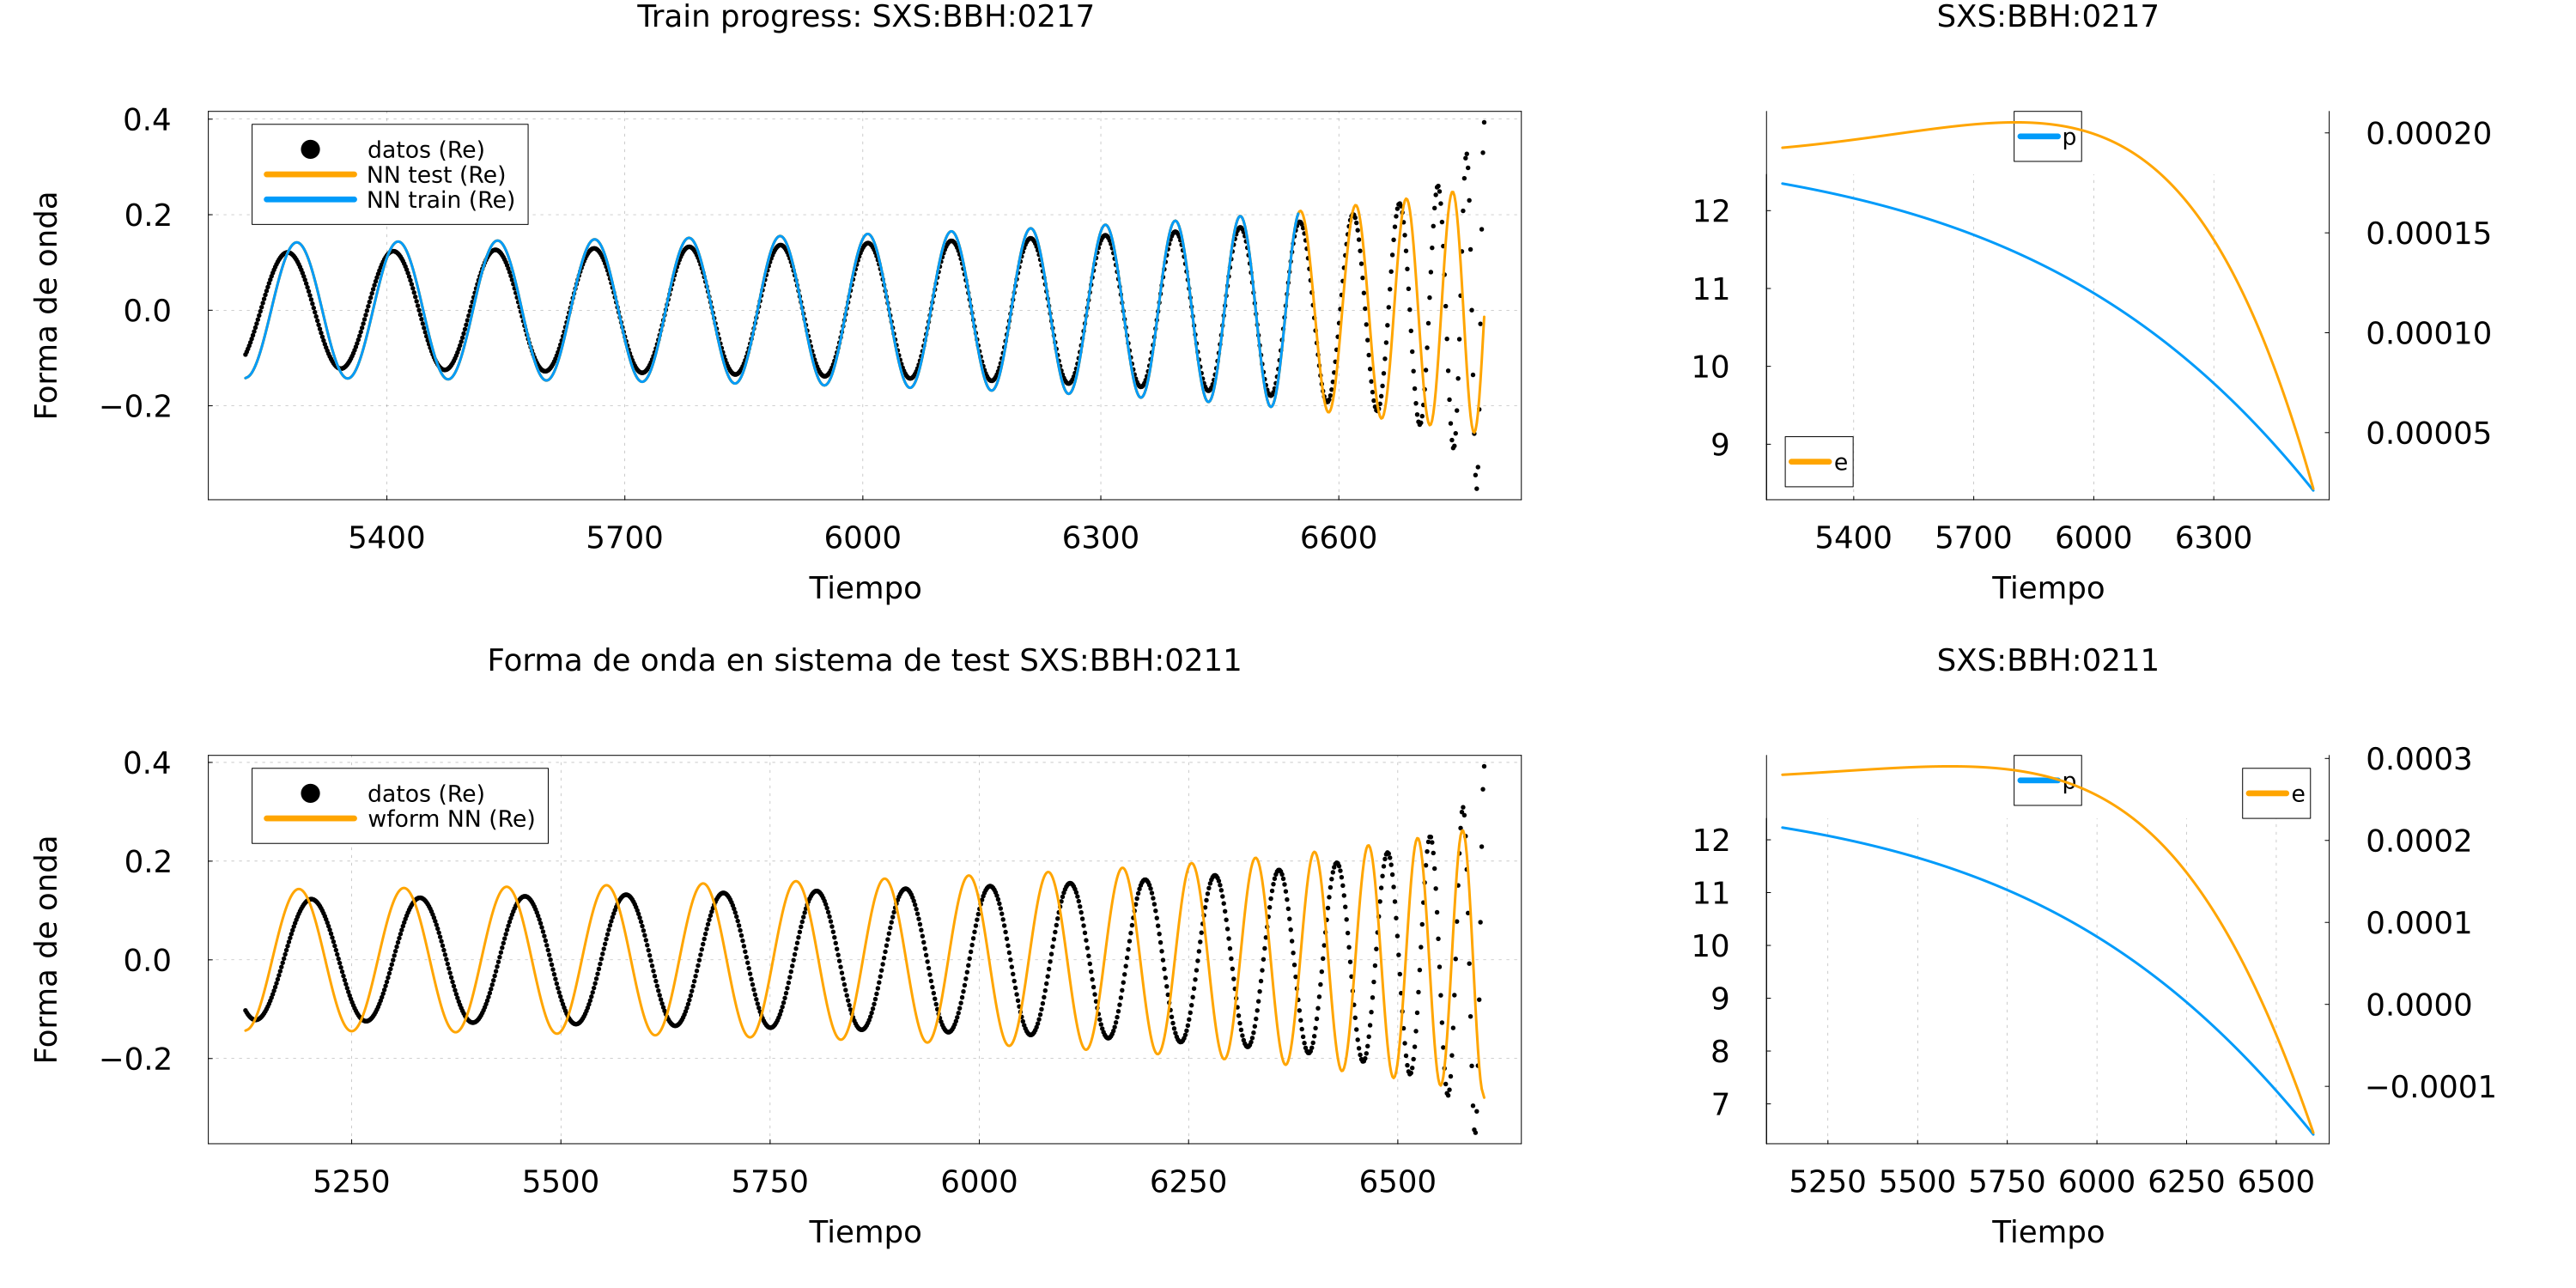 Train progress: SXS:BBH:0217
0.4
0.2
0.0
−0.2
Forma de onda
datos (Re)
NN test (Re)
NN train (Re)
5400 5700 6000 6300 6600
Tiempo
SXS:BBH:0217
12
11
10
9
p
e
0.00020
0.00015
0.00010
0.00005
5400 5700 6000 6300
Tiempo
Forma de onda en sistema de test SXS:BBH:0211
0.4
0.2
0.0
−0.2
Forma de onda
datos (Re)
wform NN (Re)
5250 5500 5750 6000 6250 6500
Tiempo
SXS:BBH:0211
12
11
10
9
8
7
p
e
0.0003
0.0002
0.0001
0.0000
−0.0001
5250 5500 5750 6000 6250 6500
Tiempo